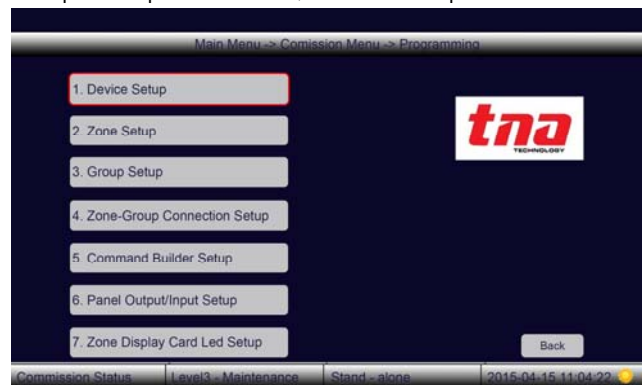 Main Menu -> Comission Menu -> Programming
1. Device Setup
2. Zone Setup
3. Group Setup
4. Zone-Group Connection Setup
5. Command Builder Setup
6. Panel Output/Input Setup
7. Zone Display Card Led Setup
tna
TECHNOLOGY
Back
Commission Status Level3 - Maintenance Stand - alone 2015-04-15 11:04:22